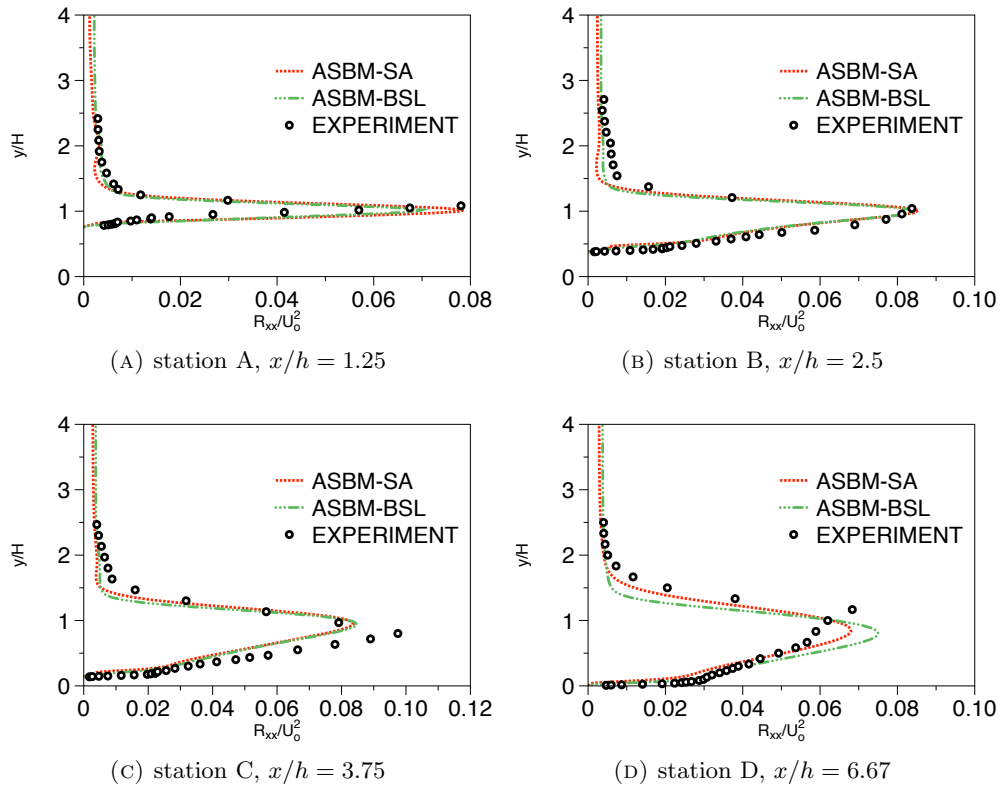 4
3
2
1
0
y/H
ASBM-SA
ASBM-BSL
EXPERIMENT
0 0.02 0.04 0.06 0.08
Rxx/Uo²
(A) station A, x/h = 1.25
4
3
2
1
0
y/H
ASBM-SA
ASBM-BSL
EXPERIMENT
0 0.02 0.04 0.06 0.08 0.10
Rxx/Uo²
(B) station B, x/h = 2.5
4
3
2
1
0
y/H
ASBM-SA
ASBM-BSL
EXPERIMENT
0 0.02 0.04 0.06 0.08 0.10 0.12
Rxx/Uo²
(C) station C, x/h = 3.75
4
3
2
1
0
y/H
ASBM-SA
ASBM-BSL
EXPERIMENT
0 0.02 0.04 0.06 0.08 0.10
Rxx/Uo²
(D) station D, x/h = 6.67